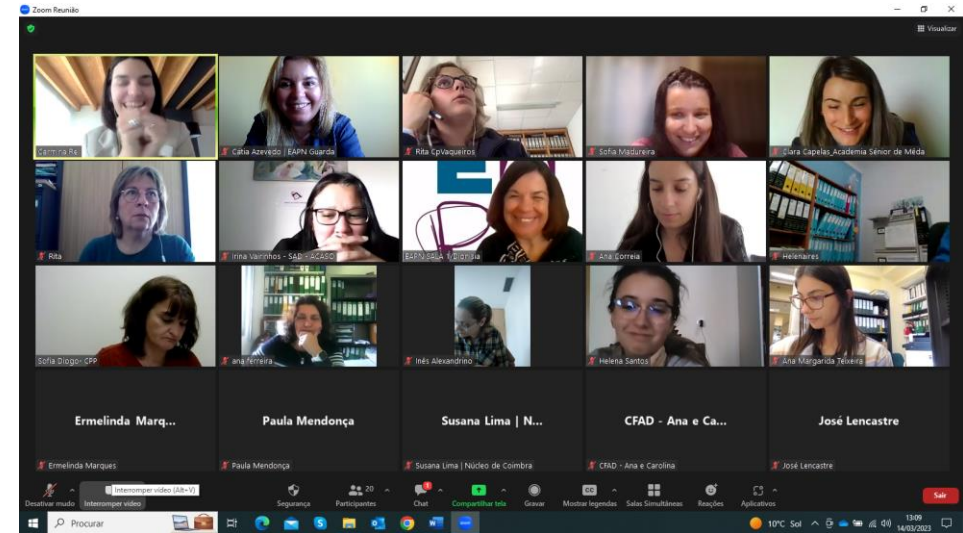 Zoom Reunião
Visualizar
Carmina Re
Cátia Azevedo | EAPN Guarda
Rita CpVaqueiros
Sofia Madureira
Clara Capelas_Academia Sénior de Mêda
Rita
Irina Vairinhos - SAD - ACASO
EAPN SALA 1 Dionísia
Ana Correia
Helenaires
Sofia Diogo- CPP
ana ferreira
Inês Alexandrino
Helena Santos
Ana Margarida Teixeira
Ermelinda Marq...
Paula Mendonça
Susana Lima | N...
CFAD - Ana e Ca...
José Lencastre
Ermelinda Marques
Paula Mendonça
Susana Lima | Núcleo de Coimbra
CFAD - Ana e Carolina
José Lencastre
Interromper vídeo (Alt+V)
20
1
CC
Desativar mudo
Interromper vídeo
Segurança
Participantes
Chat
Compartilhar tela
Gravar
Mostrar legendas
Salas Simultâneas
Reações
Aplicativos
Sair
Procurar
10°C Sol
13:09
14/03/2023